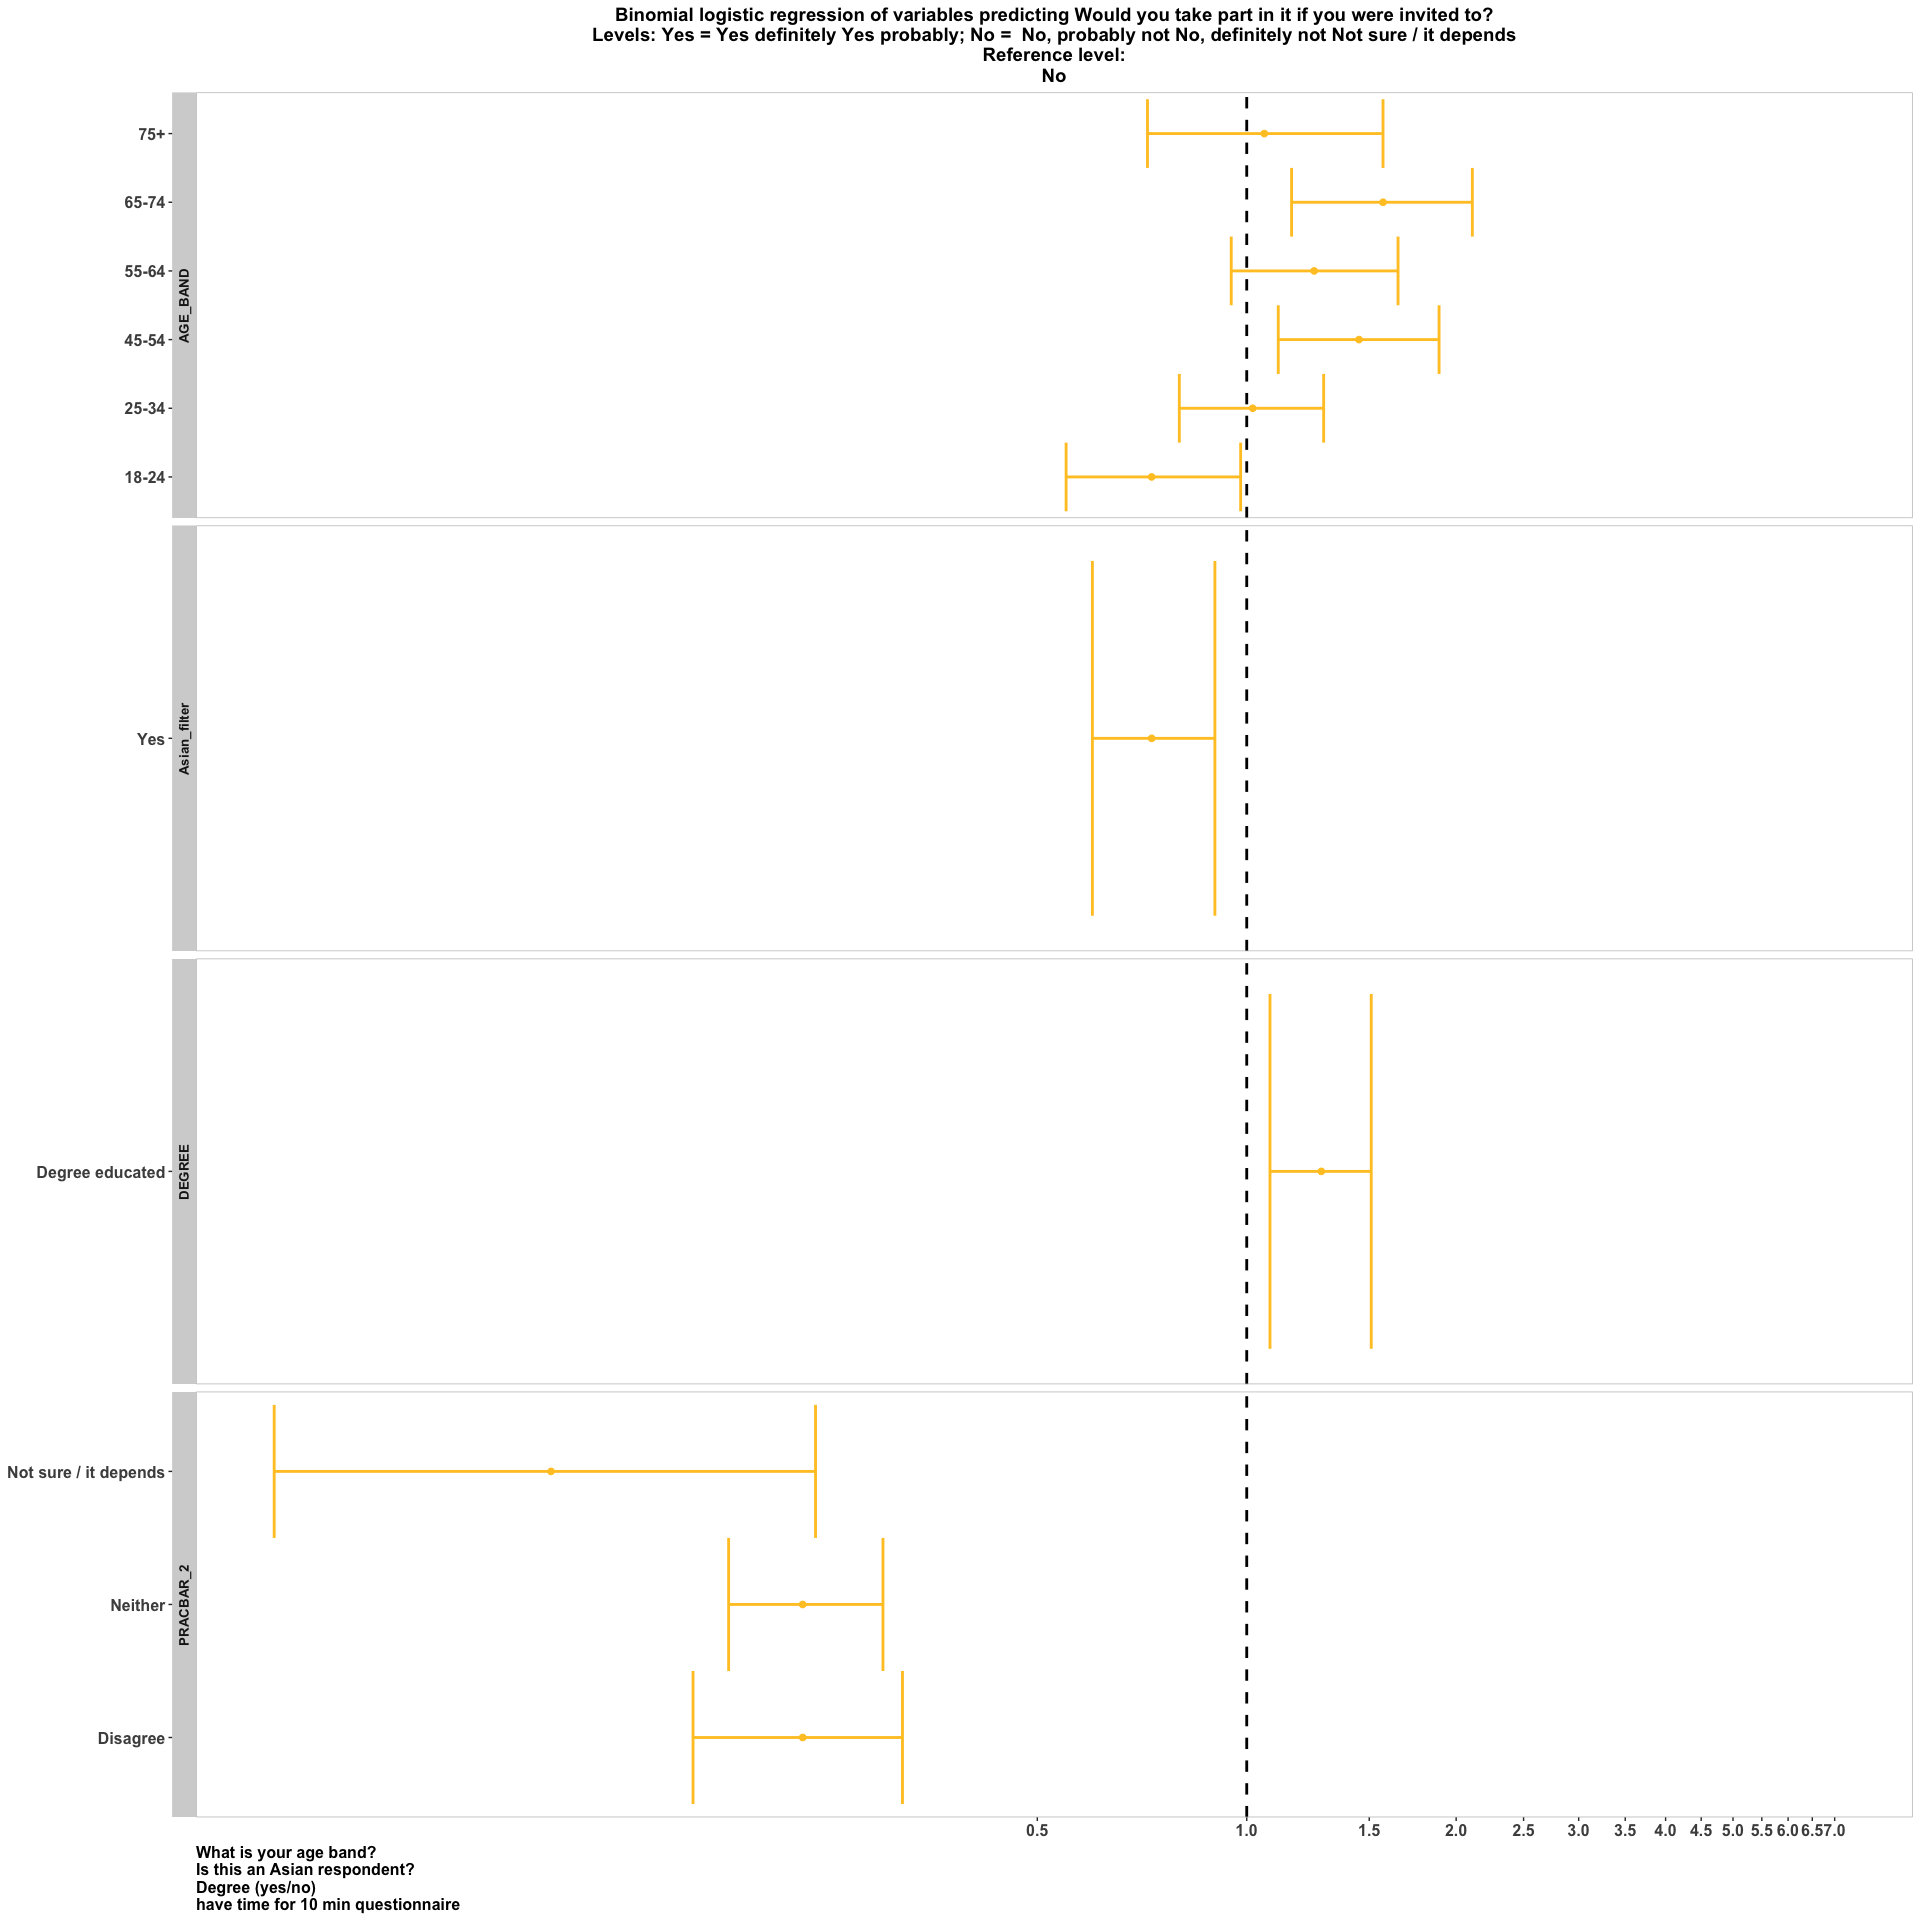 Binomial logistic regression of variables predicting Would you take part in it if you were invited to?
Levels: Yes = Yes definitely Yes probably; No =  No, probably not No, definitely not Not sure / it depends
Reference level:
No
AGE_BAND
75+
65-74
55-64
45-54
25-34
18-24
Asian_filter
Yes
DEGREE
Degree educated
PRACBAR_2
Not sure / it depends
Neither
Disagree
0.5 1.0 1.5 2.0 2.5 3.0 3.5 4.0 4.5 5.0 5.5 6.0 6.5 7.0
What is your age band?
Is this an Asian respondent?
Degree (yes/no)
have time for 10 min questionnaire